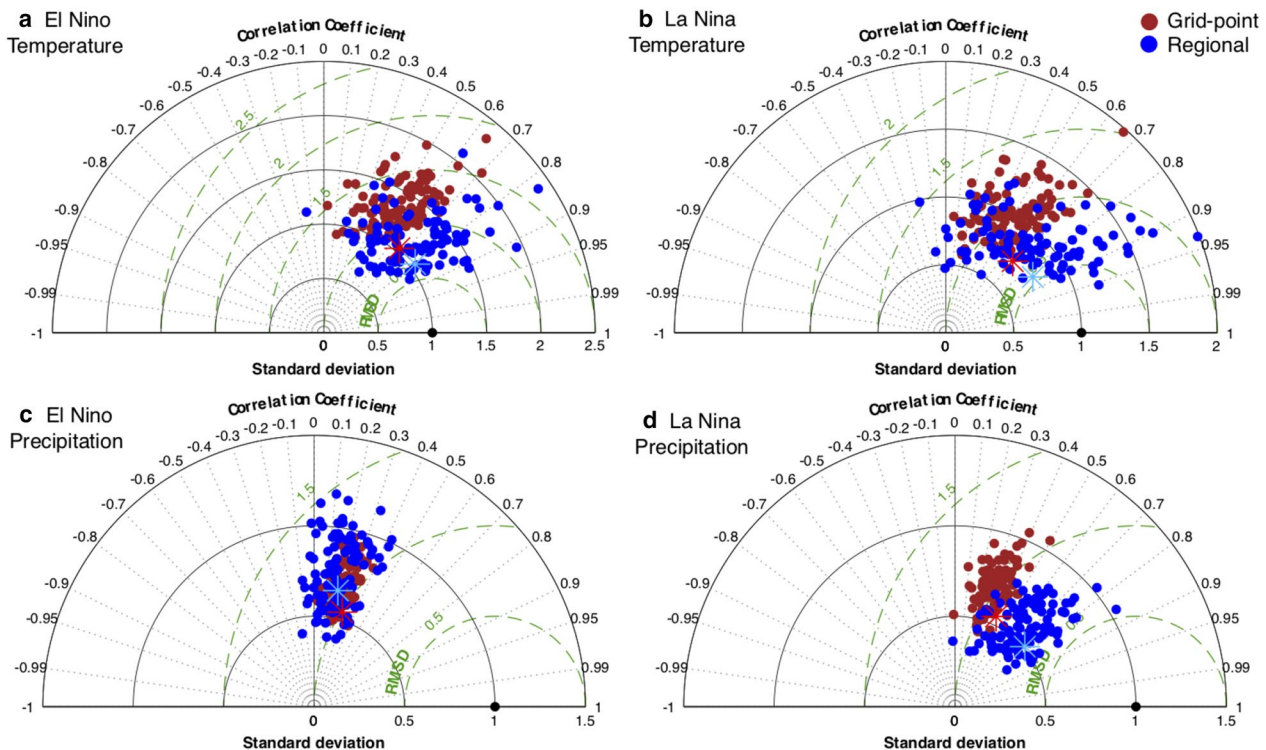 a El Nino
Temperature
Correlation Coefficient
-1 -0.99 -0.95 -0.9 -0.8 -0.7 -0.6 -0.5 -0.4 -0.3 -0.2 -0.1 0 0.1 0.2 0.3 0.4 0.5 0.6 0.7 0.8 0.9 0.95 0.99 1
2.5
2
1.5
RMSD
0 0.5 1 1.5 2 2.5
Standard deviation
b La Nina
Temperature
Correlation Coefficient
-1 -0.99 -0.95 -0.9 -0.8 -0.7 -0.6 -0.5 -0.4 -0.3 -0.2 -0.1 0 0.1 0.2 0.3 0.4 0.5 0.6 0.7 0.8 0.9 0.95 0.99 1
2
1.5
RMSD
0 0.5 1 1.5 2
Standard deviation
Grid-point
Regional
c El Nino
Precipitation
Correlation Coefficient
-1 -0.99 -0.95 -0.9 -0.8 -0.7 -0.6 -0.5 -0.4 -0.3 -0.2 -0.1 0 0.1 0.2 0.3 0.4 0.5 0.6 0.7 0.8 0.9 0.95 0.99 1
1.5
0.5
RMSD
0 0.5 1 1.5
Standard deviation
d La Nina
Precipitation
Correlation Coefficient
-1 -0.99 -0.95 -0.9 -0.8 -0.7 -0.6 -0.5 -0.4 -0.3 -0.2 -0.1 0 0.1 0.2 0.3 0.4 0.5 0.6 0.7 0.8 0.9 0.95 0.99 1
1.5
RMSD
0 0.5 1 1.5
Standard deviation